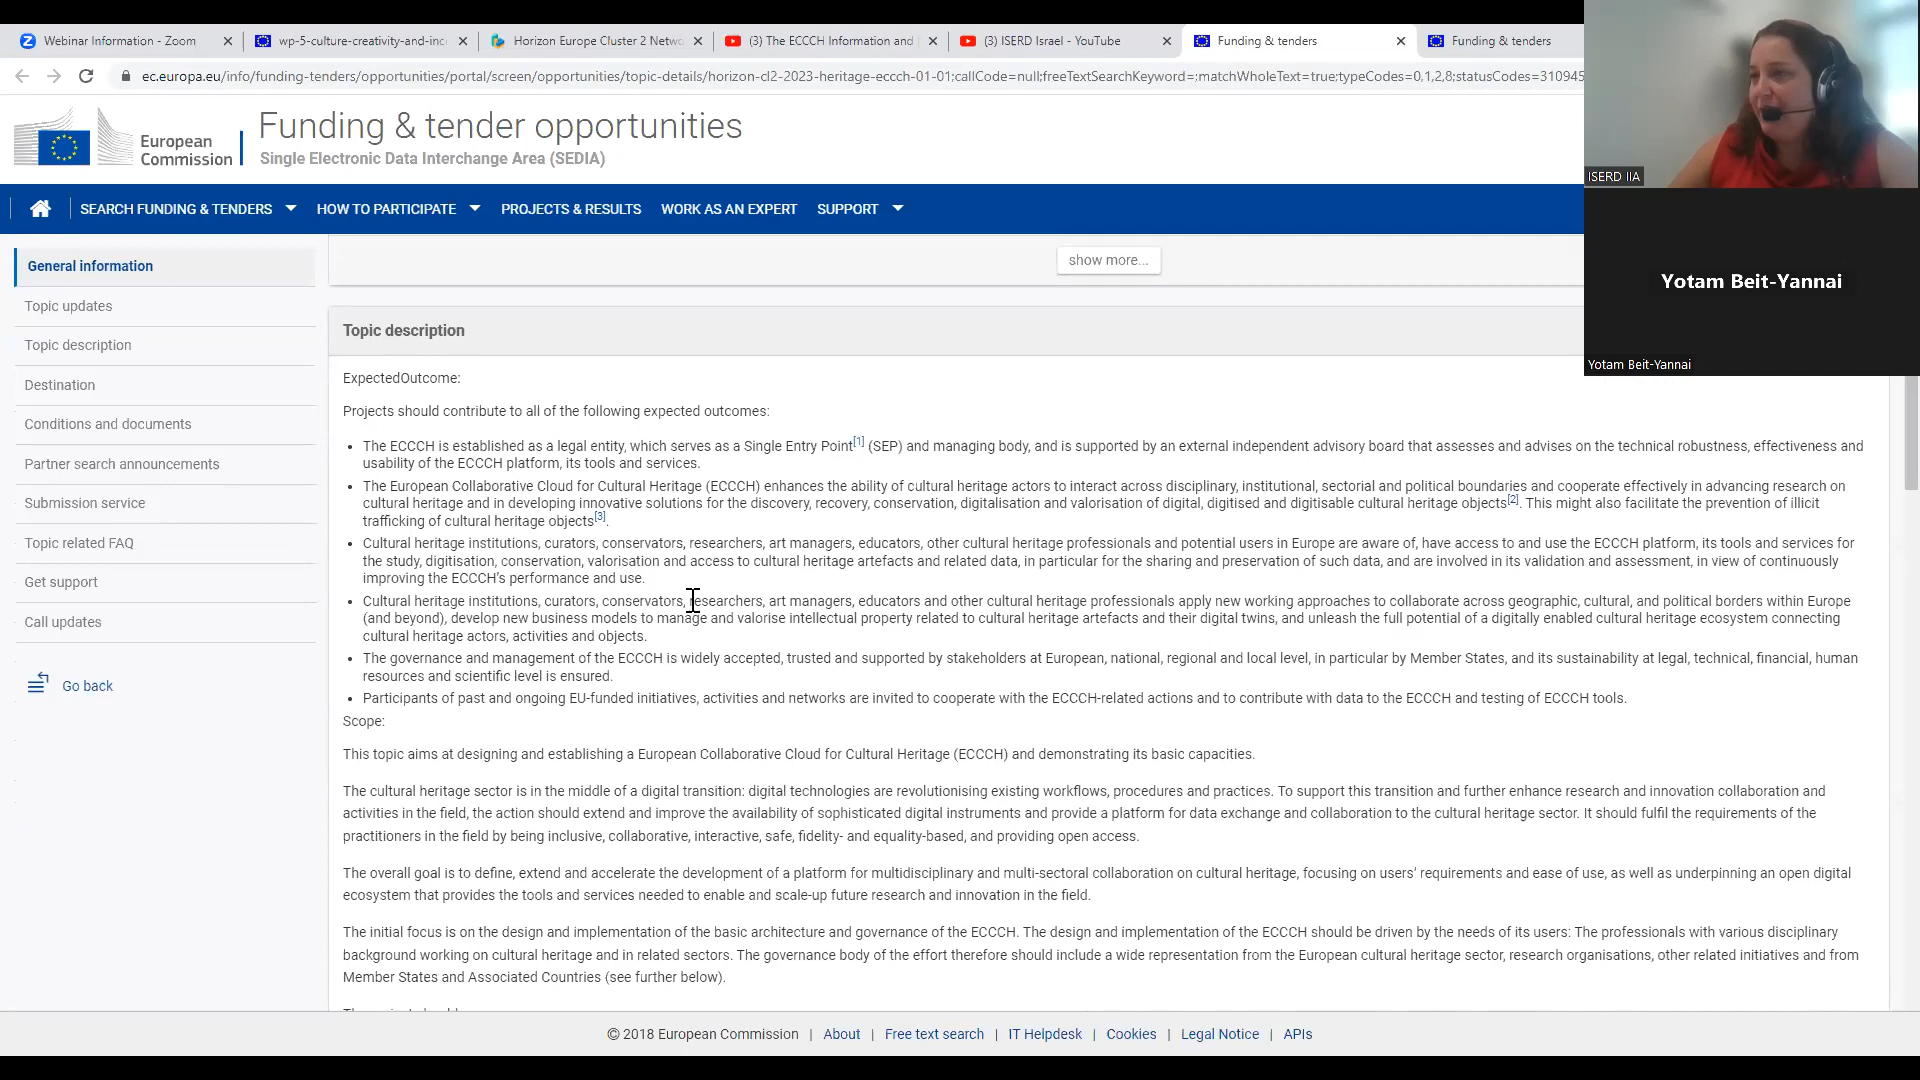 Webinar Information - Zoom
wp-5-culture-creativity-and-inc
Horizon Europe Cluster 2 Netwo
(3) The ECCCH Information and
(3) ISERD Israel - YouTube
Funding & tenders
Funding & tenders
ec.europa.eu/info/funding-tenders/opportunities/portal/screen/opportunities/topic-details/horizon-cl2-2023-heritage-eccch-01-01;callCode=null;freeTextSearchKeyword=;matchWholeText=true;typeCodes=0,1,2,8;statusCodes=310945
European
Commission
Funding & tender opportunities
Single Electronic Data Interchange Area (SEDIA)
ISERD IIA
SEARCH FUNDING & TENDERS
HOW TO PARTICIPATE
PROJECTS & RESULTS
WORK AS AN EXPERT
SUPPORT
Yotam Beit-Yannai
Yotam Beit-Yannai
General information
Topic updates
Topic description
Destination
Conditions and documents
Partner search announcements
Submission service
Topic related FAQ
Get support
Call updates
Go back
show more...
Topic description
ExpectedOutcome:
Projects should contribute to all of the following expected outcomes:
• The ECCCH is established as a legal entity, which serves as a Single Entry Point[1] (SEP) and managing body, and is supported by an external independent advisory board that assesses and advises on the technical robustness, effectiveness and
usability of the ECCCH platform, its tools and services.
• The European Collaborative Cloud for Cultural Heritage (ECCCH) enhances the ability of cultural heritage actors to interact across disciplinary, institutional, sectorial and political boundaries and cooperate effectively in advancing research on
cultural heritage and in developing innovative solutions for the discovery, recovery, conservation, digitalisation and valorisation of digital, digitised and digitisable cultural heritage objects[2]. This might also facilitate the prevention of illicit
trafficking of cultural heritage objects[3].
• Cultural heritage institutions, curators, conservators, researchers, art managers, educators, other cultural heritage professionals and potential users in Europe are aware of, have access to and use the ECCCH platform, its tools and services for
the study, digitisation, conservation, valorisation and access to cultural heritage artefacts and related data, in particular for the sharing and preservation of such data, and are involved in its validation and assessment, in view of continuously
improving the ECCCH's performance and use.
• Cultural heritage institutions, curators, conservators, researchers, art managers, educators and other cultural heritage professionals apply new working approaches to collaborate across geographic, cultural, and political borders within Europe
(and beyond), develop new business models to manage and valorise intellectual property related to cultural heritage artefacts and their digital twins, and unleash the full potential of a digitally enabled cultural heritage ecosystem connecting
cultural heritage actors, activities and objects.
• The governance and management of the ECCCH is widely accepted, trusted and supported by stakeholders at European, national, regional and local level, in particular by Member States, and its sustainability at legal, technical, financial, human
resources and scientific level is ensured.
• Participants of past and ongoing EU-funded initiatives, activities and networks are invited to cooperate with the ECCCH-related actions and to contribute with data to the ECCCH and testing of ECCCH tools.
Scope:
This topic aims at designing and establishing a European Collaborative Cloud for Cultural Heritage (ECCCH) and demonstrating its basic capacities.
The cultural heritage sector is in the middle of a digital transition: digital technologies are revolutionising existing workflows, procedures and practices. To support this transition and further enhance research and innovation collaboration and
activities in the field, the action should extend and improve the availability of sophisticated digital instruments and provide a platform for data exchange and collaboration to the cultural heritage sector. It should fulfil the requirements of the
practitioners in the field by being inclusive, collaborative, interactive, safe, fidelity- and equality-based, and providing open access.
The overall goal is to define, extend and accelerate the development of a platform for multidisciplinary and multi-sectoral collaboration on cultural heritage, focusing on users' requirements and ease of use, as well as underpinning an open digital
ecosystem that provides the tools and services needed to enable and scale-up future research and innovation in the field.
The initial focus is on the design and implementation of the basic architecture and governance of the ECCCH. The design and implementation of the ECCCH should be driven by the needs of its users: The professionals with various disciplinary
background working on cultural heritage and in related sectors. The governance body of the effort therefore should include a wide representation from the European cultural heritage sector, research organisations, other related initiatives and from
Member States and Associated Countries (see further below).
© 2018 European Commission | About | Free text search | IT Helpdesk | Cookies | Legal Notice | APIs